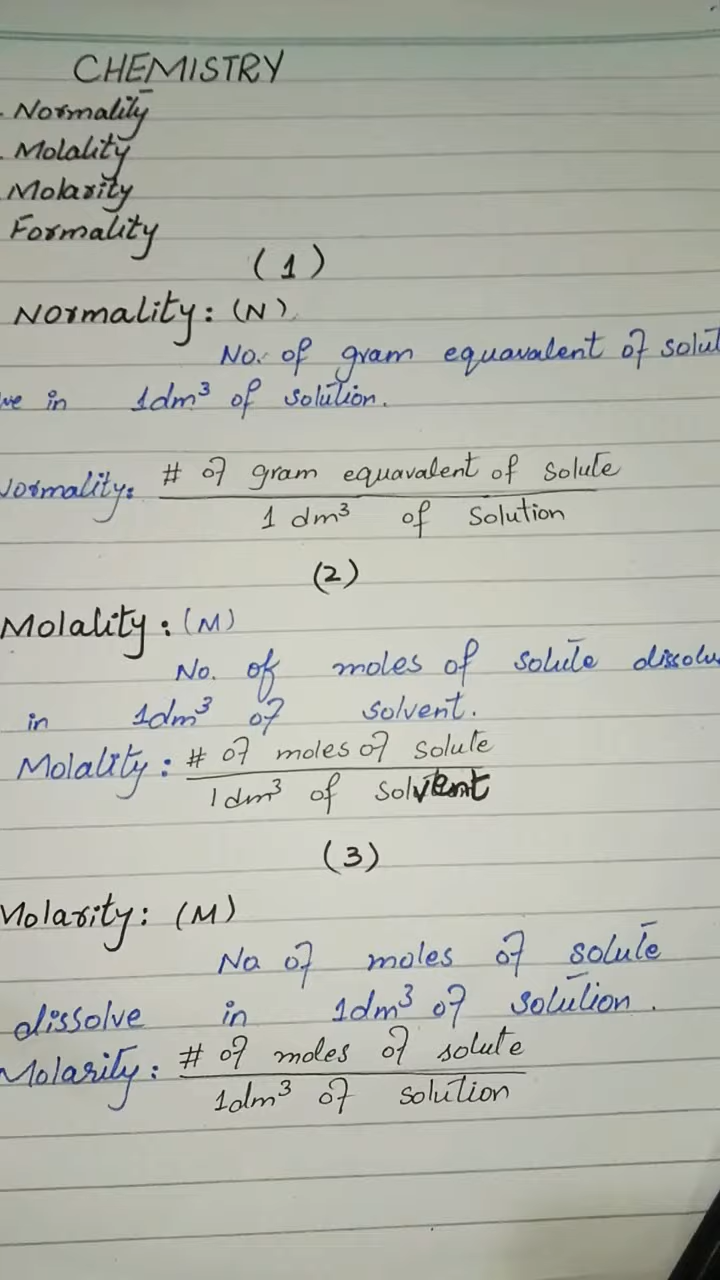 CHEMISTRY
Normality
Molality
Molarity
Formality
(1)
Normality: (N)
No. of gram equavalent of solut
ve in 1dm³ of solution.
Normality: # of gram equavalent of solute
1 dm³ of Solution
(2)
Molality: (M)
No. of moles of solute dissolv
in 1dm³ of solvent.
Molality: # of moles of solute
1dm³ of Solvent
(3)
Molarity: (M)
No of moles of solute
dissolve in 1dm³ of solution.
Molarity: # of moles of solute
1dm³ of solution